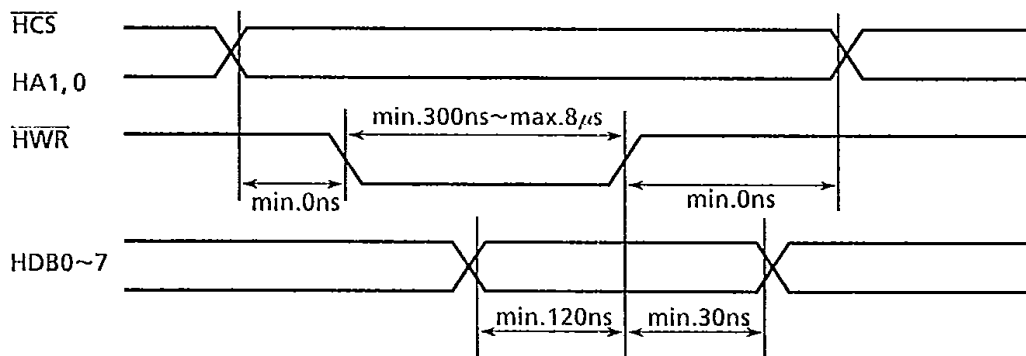 HCS
HA1, 0
min.300ns~max.8μs
HWR
min.0ns
min.0ns
HDB0~7
min.120ns
min.30ns